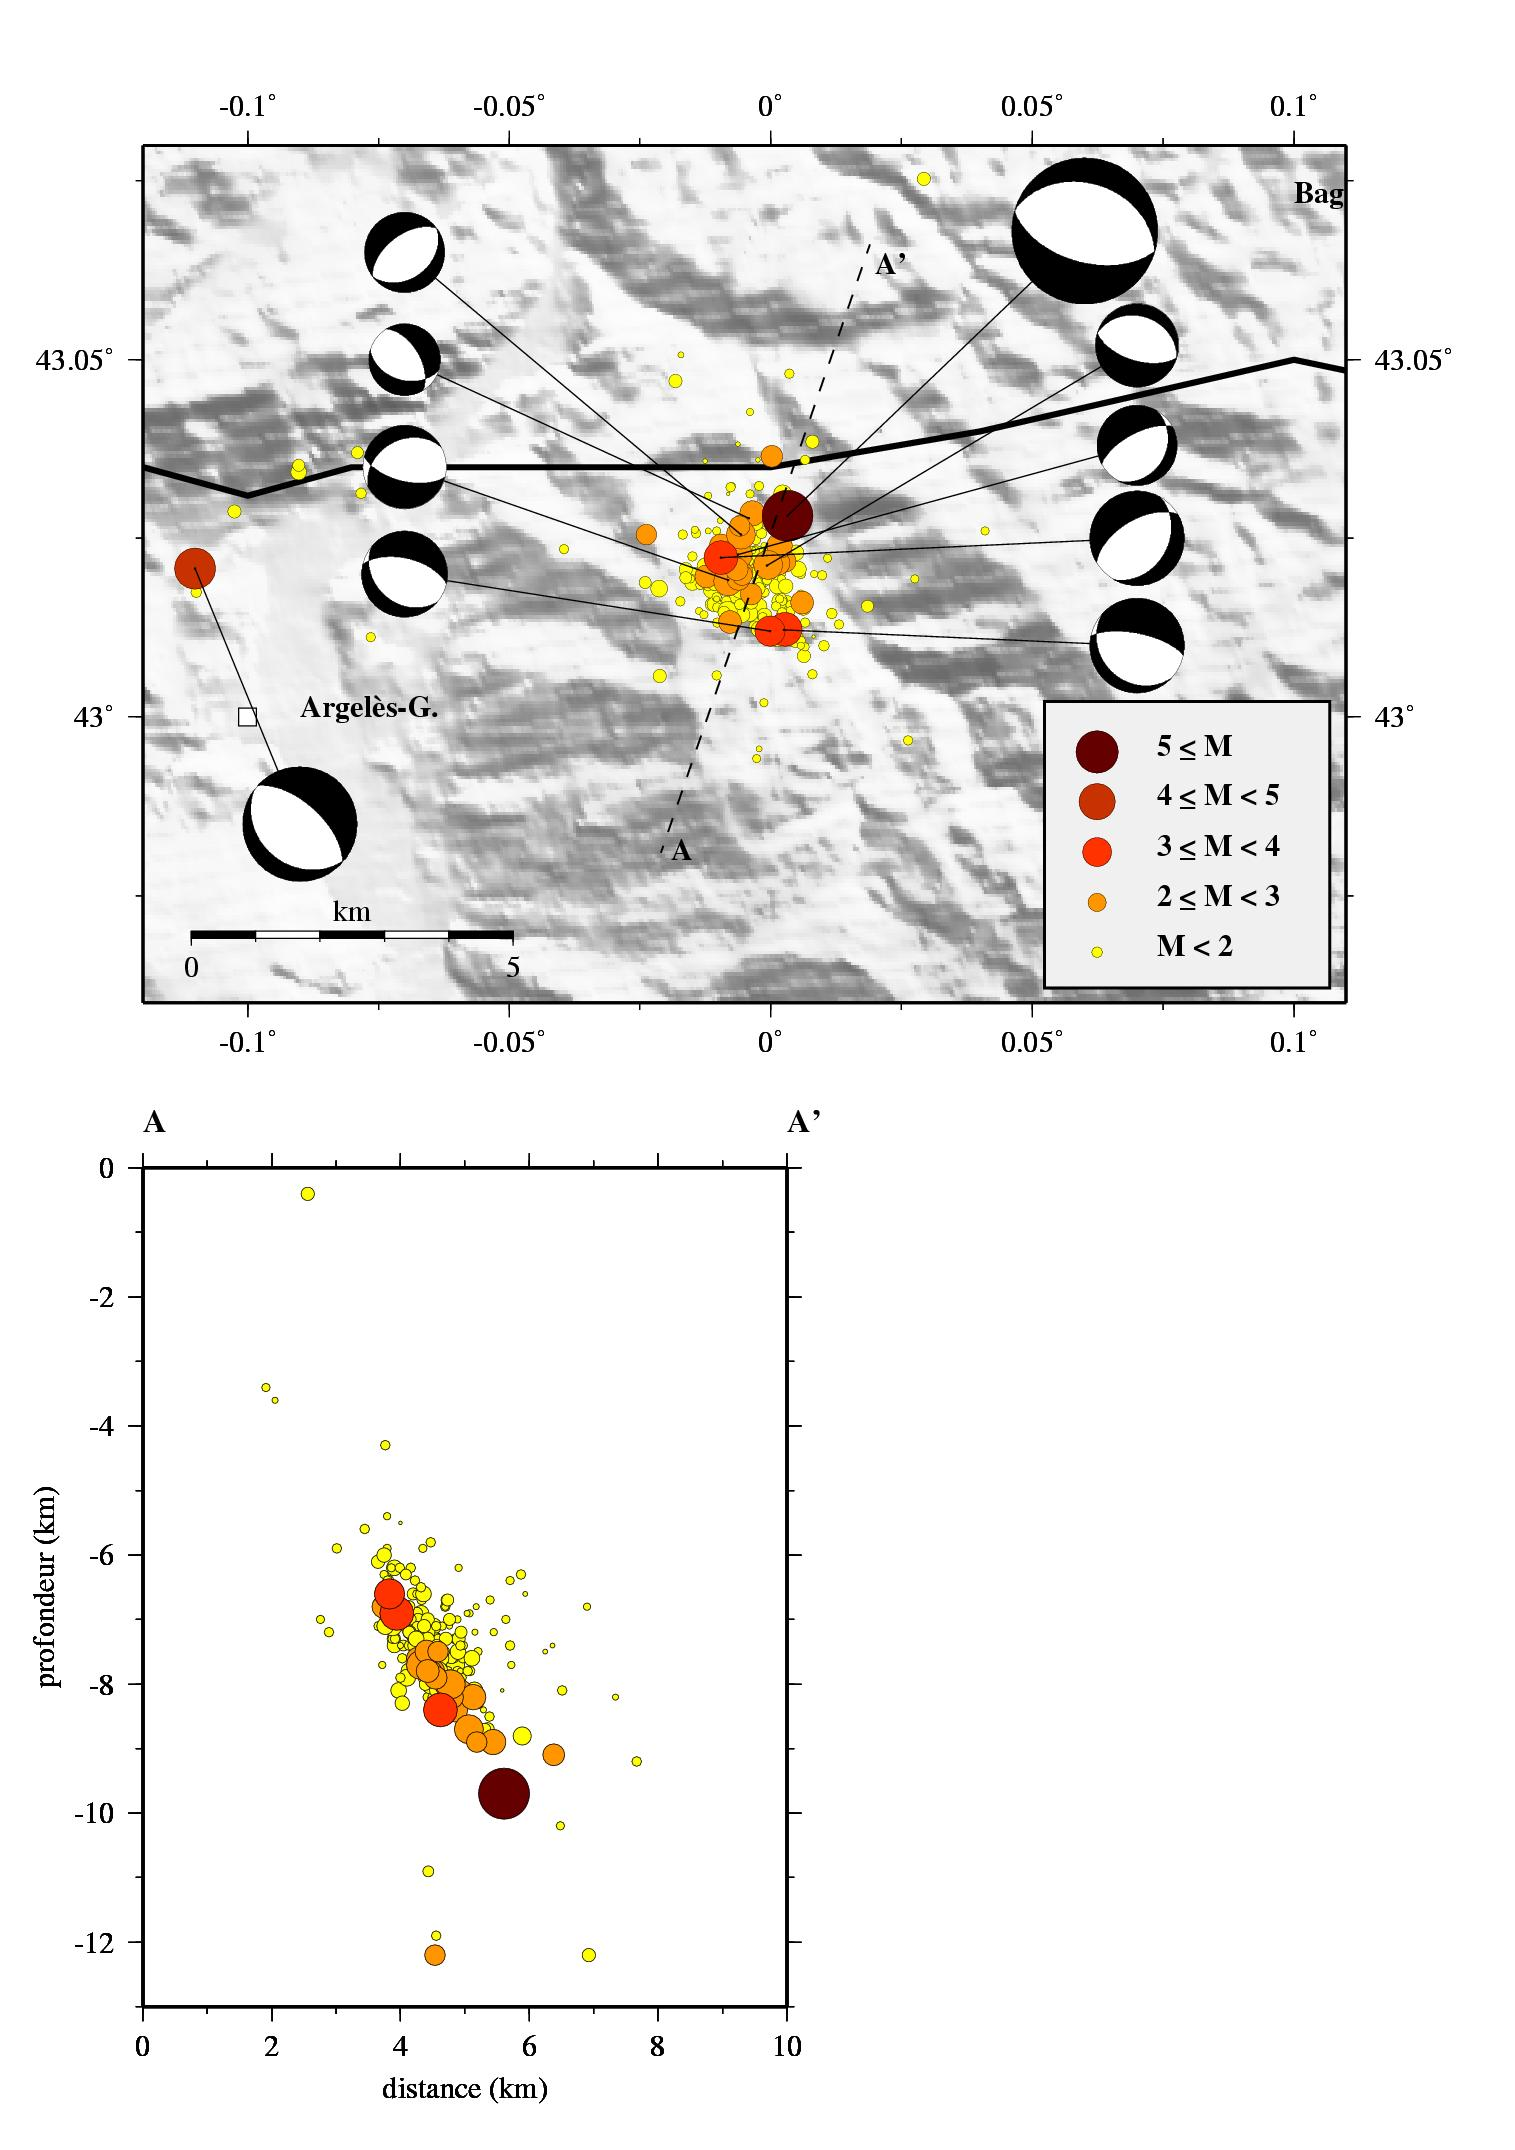 -0.1° -0.05° 0° 0.05° 0.1°
Bag
A’
43.05° 43.05°
Argelès-G.
43° 43°
5 ≤ M
4 ≤ M < 5
3 ≤ M < 4
2 ≤ M < 3
M < 2
A
km
0 5
-0.1° -0.05° 0° 0.05° 0.1°
A A’
0
-2
-4
-6
-8
-10
-12
profondeur (km)
0 2 4 6 8 10
distance (km)